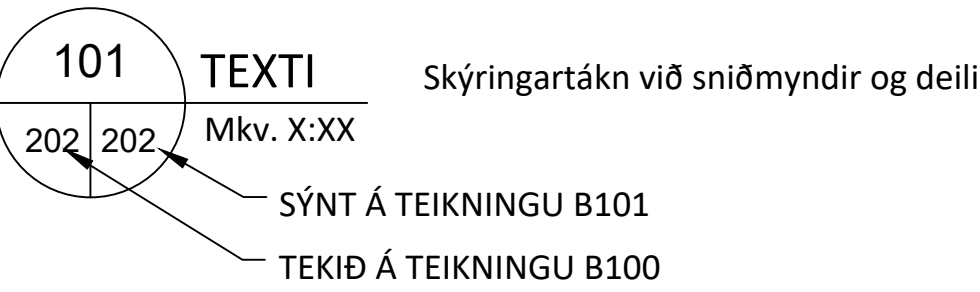 101
TEXTI
Skýringartákn við sniðmyndir og deili
202 202
Mkv. X:XX
SÝNT Á TEIKNINGU B101
TEKIÐ Á TEIKNINGU B100